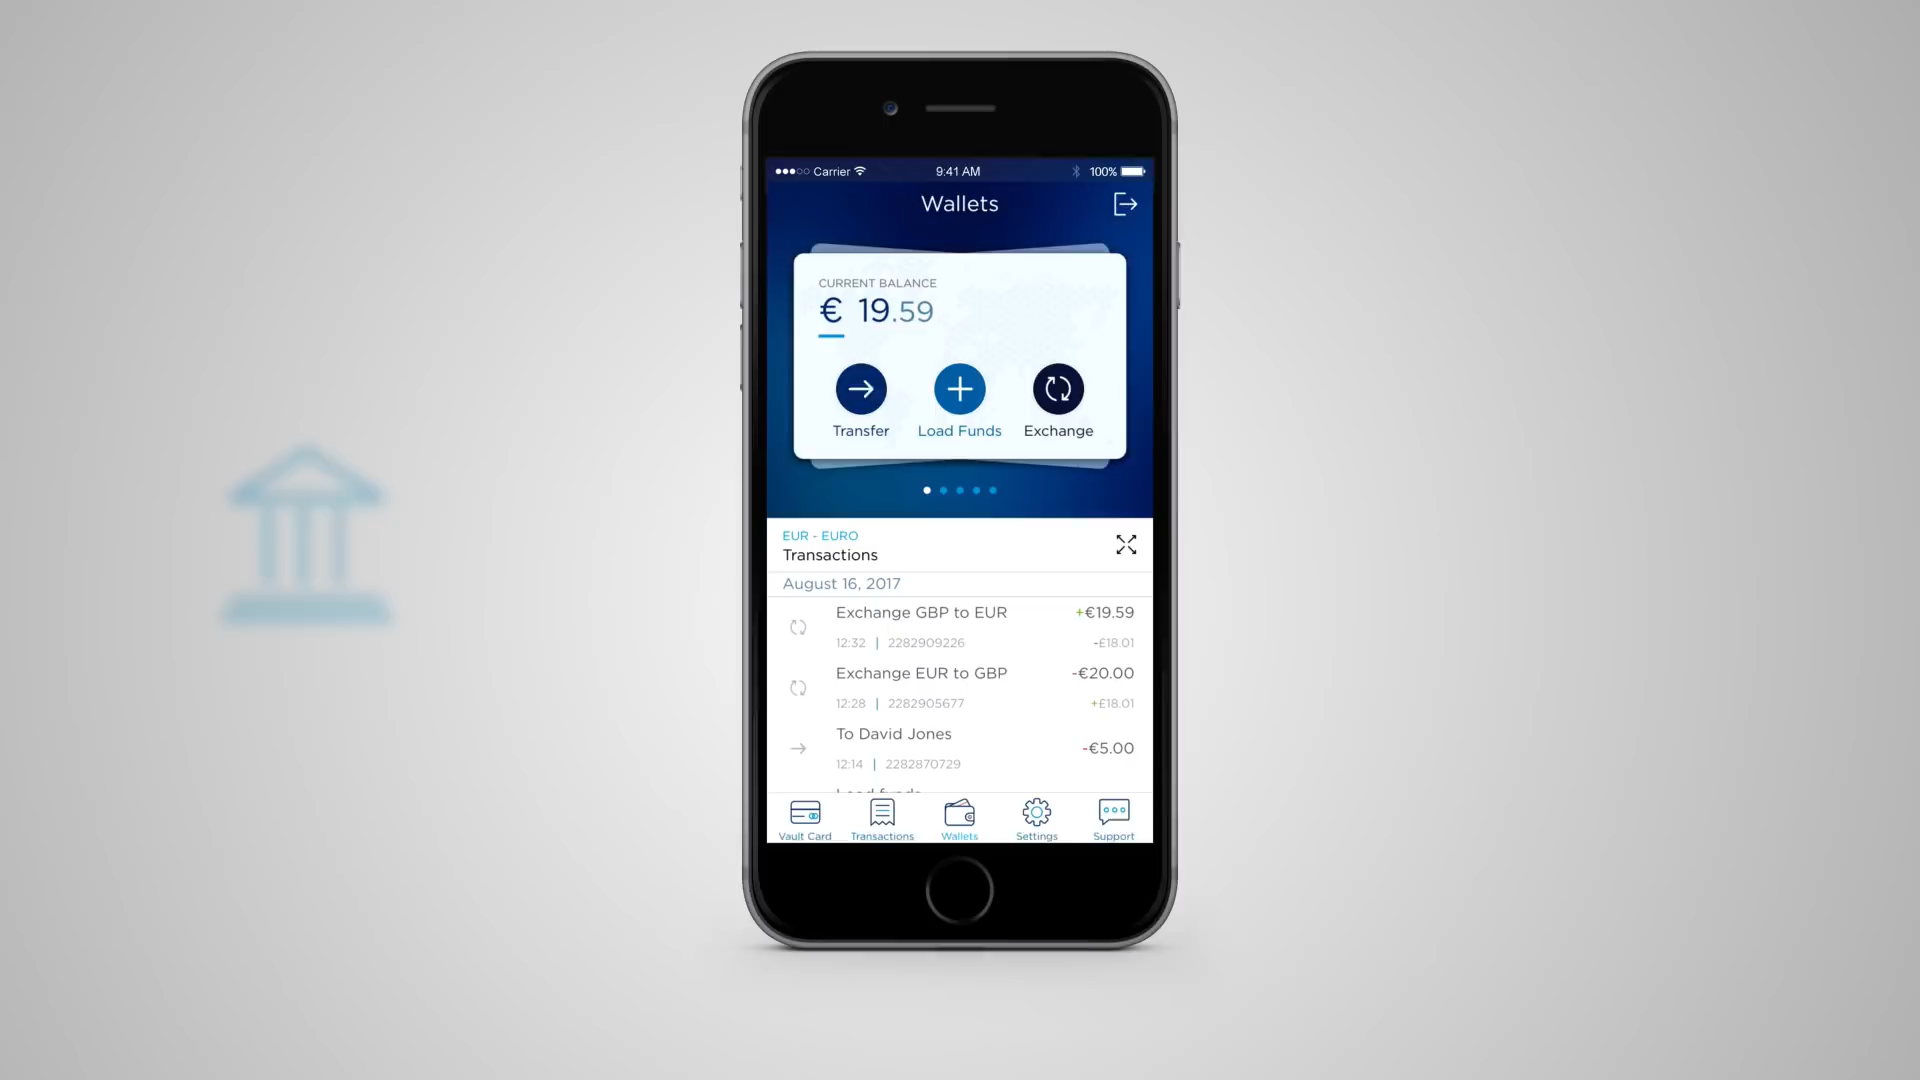 Carrier 9:41 AM 100%
Wallets
CURRENT BALANCE
€ 19.59
Transfer Load Funds Exchange
EUR - EURO
Transactions
August 16, 2017
Exchange GBP to EUR +€19.59
12:32 | 2282909226 -£18.01
Exchange EUR to GBP -€20.00
12:28 | 2282905677 +£18.01
To David Jones -€5.00
12:14 | 2282870729
Vault Card Transactions Wallets Settings Support